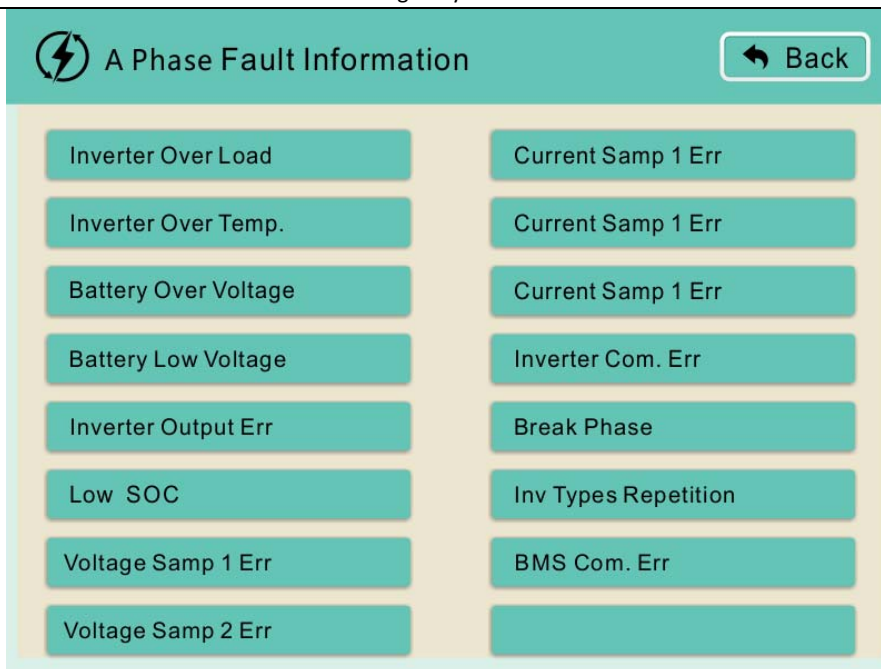 A Phase Fault Information
Back
Inverter Over Load
Inverter Over Temp.
Battery Over Voltage
Battery Low Voltage
Inverter Output Err
Low SOC
Voltage Samp 1 Err
Voltage Samp 2 Err
Current Samp 1 Err
Current Samp 1 Err
Current Samp 1 Err
Inverter Com. Err
Break Phase
Inv Types Repetition
BMS Com. Err